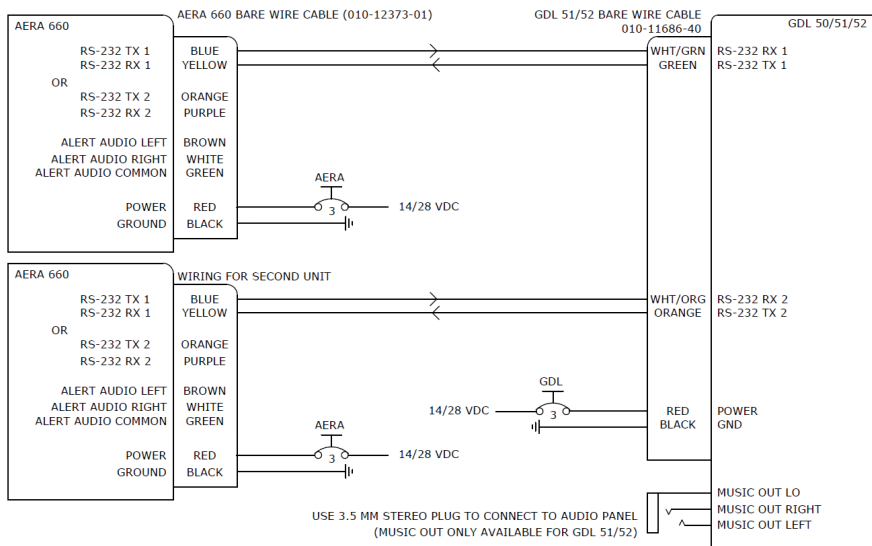 AERA 660 BARE WIRE CABLE (010-12373-01)
GDL 51/52 BARE WIRE CABLE
010-11686-40
AERA 660
GDL 50/51/52
RS-232 TX 1 BLUE
RS-232 RX 1 YELLOW
OR
RS-232 TX 2 ORANGE
RS-232 RX 2 PURPLE
ALERT AUDIO LEFT BROWN
ALERT AUDIO RIGHT WHITE
ALERT AUDIO COMMON GREEN
AERA
POWER RED 3 14/28 VDC
GROUND BLACK
WHT/GRN RS-232 RX 1
GREEN RS-232 TX 1
AERA 660
WIRING FOR SECOND UNIT
RS-232 TX 1 BLUE
RS-232 RX 1 YELLOW
OR
RS-232 TX 2 ORANGE
RS-232 RX 2 PURPLE
ALERT AUDIO LEFT BROWN
ALERT AUDIO RIGHT WHITE
ALERT AUDIO COMMON GREEN
AERA
POWER RED 3 14/28 VDC
GROUND BLACK
WHT/ORG RS-232 RX 2
ORANGE RS-232 TX 2
GDL
14/28 VDC 3 RED POWER
BLACK GND
MUSIC OUT LO
MUSIC OUT RIGHT
MUSIC OUT LEFT
USE 3.5 MM STEREO PLUG TO CONNECT TO AUDIO PANEL
(MUSIC OUT ONLY AVAILABLE FOR GDL 51/52)